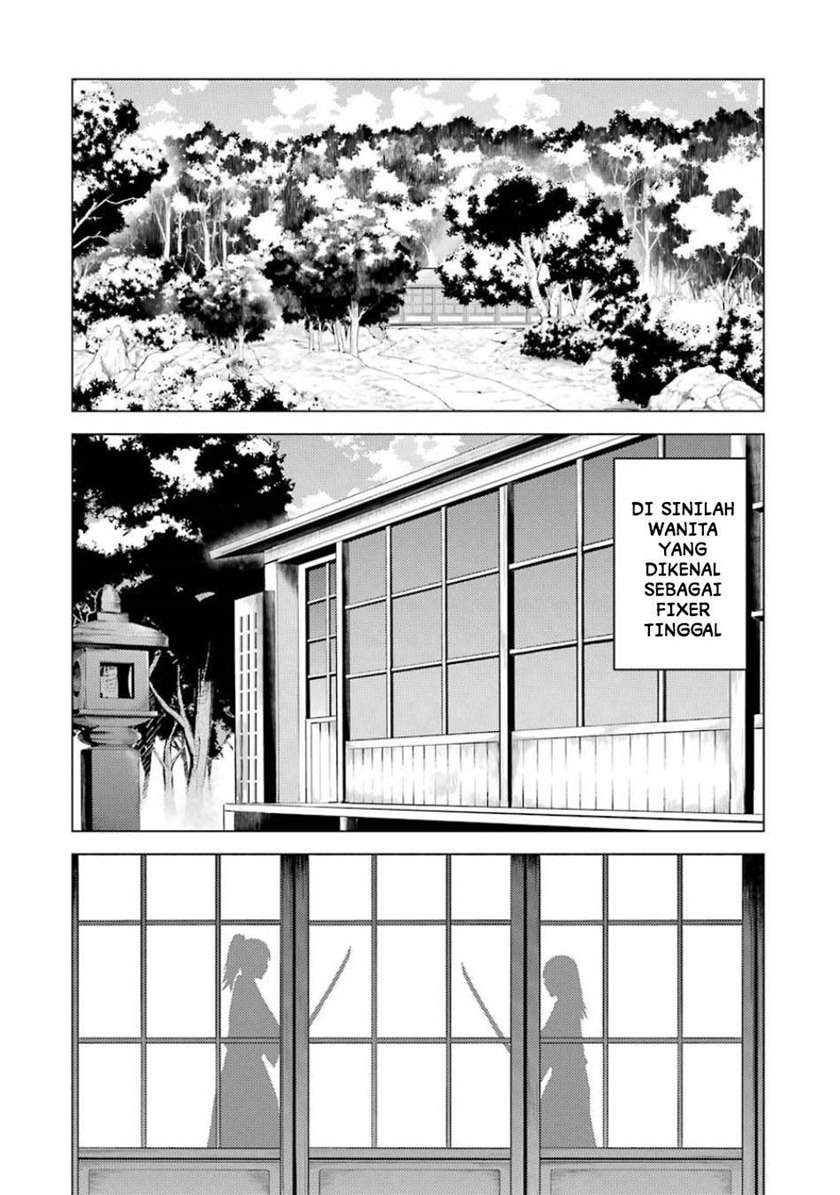 DI SINILAH
WANITA
YANG
DIKENAL
SEBAGAI
FIXER
TINGGAL